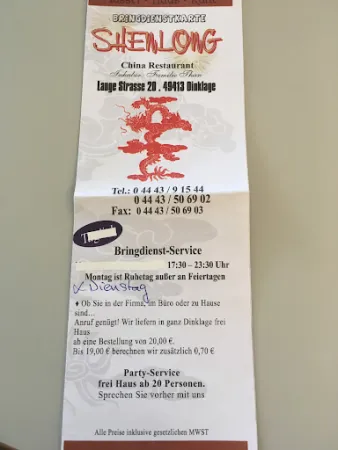 BRINGDIENSTKARTE
SHENLONG
China Restaurant
Inhaber: Familie Than
Lange Strasse 20 . 49413 Dinklage
Tel.: 0 44 43 / 9 15 44
0 44 43 / 50 69 02
Fax: 0 44 43 / 50 69 03
Bringdienst-Service
17:30 – 23:30 Uhr
Montag ist Ruhetag außer an Feiertagen
Dienstag
♦ Ob Sie in der Firma, im Büro oder zu Hause
sind...
Anruf genügt! Wir liefern in ganz Dinklage frei
Haus
ab eine Bestellung von 20,00 €.
Bis 19,00 € berechnen wir zusätzlich 0,70 €
Party-Service
frei Haus ab 20 Personen.
Sprechen Sie vorher mit uns
Alle Preise inklusive gesetzlichen MWST